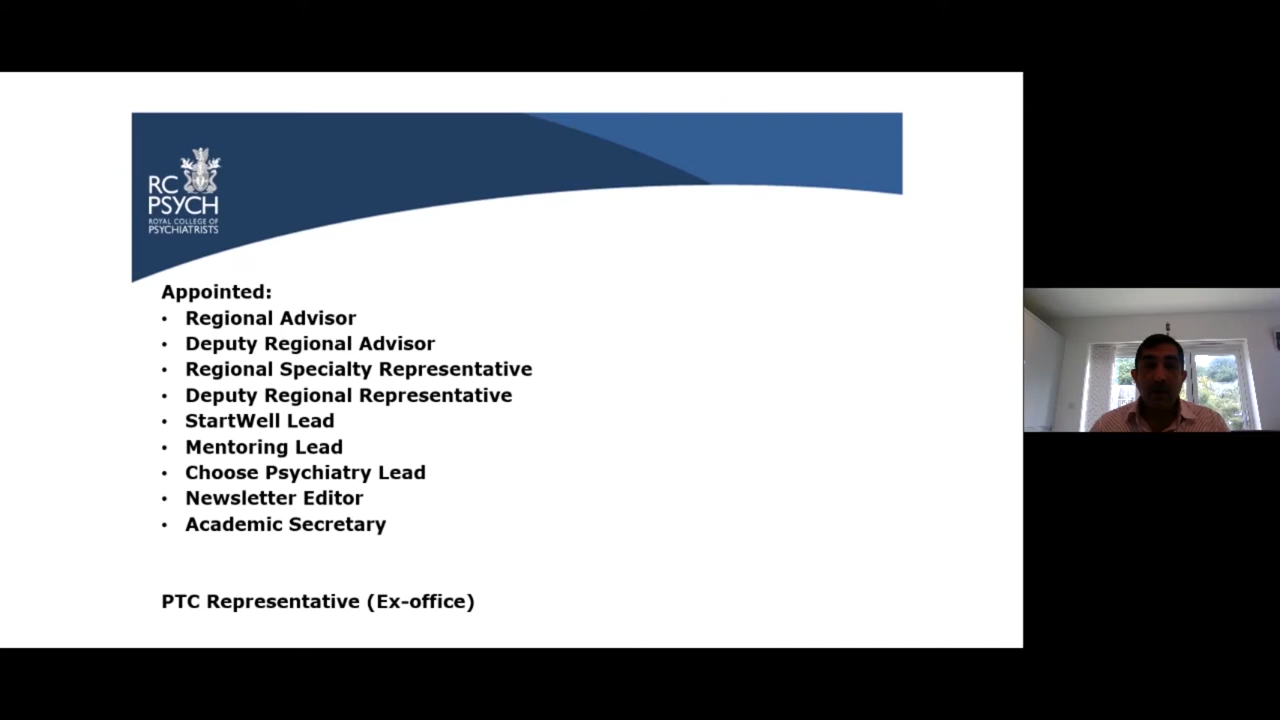 RC
PSYCH
ROYAL COLLEGE OF
PSYCHIATRISTS
Appointed:
• Regional Advisor
• Deputy Regional Advisor
• Regional Specialty Representative
• Deputy Regional Representative
• StartWell Lead
• Mentoring Lead
• Choose Psychiatry Lead
• Newsletter Editor
• Academic Secretary
PTC Representative (Ex-office)